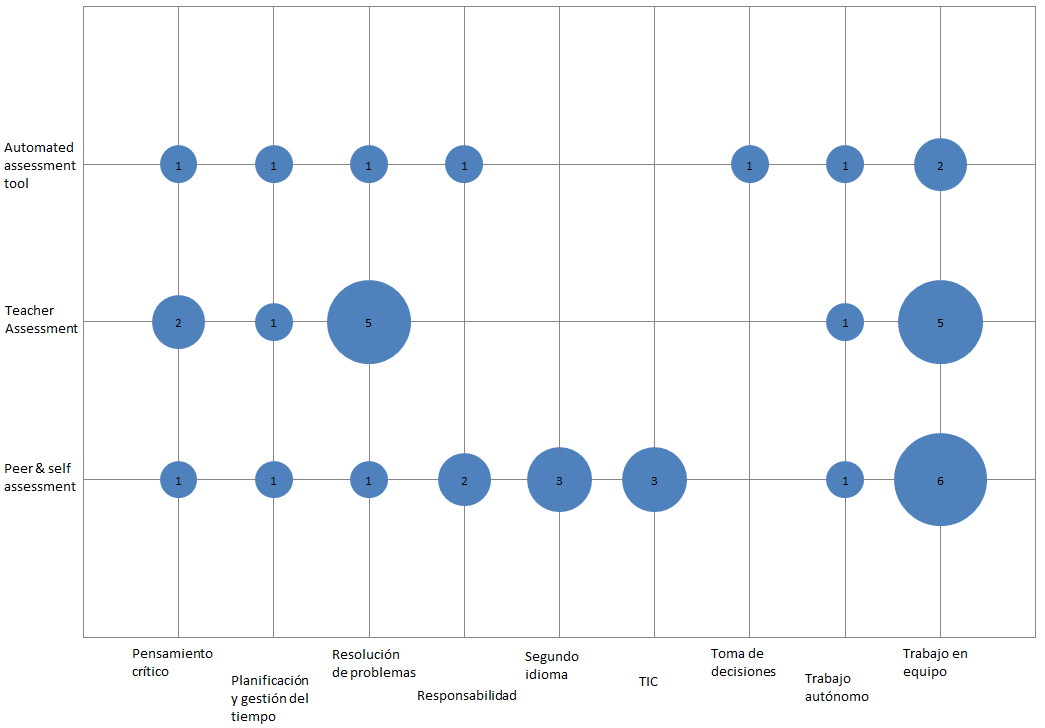 Automated
assessment
tool
1
1
1
1
1
1
2
Teacher
Assessment
2
1
5
1
5
Peer & self
assessment
1
1
1
2
3
3
1
6
Pensamiento
crítico
Planificación
y gestión del
tiempo
Resolución
de problemas
Responsabilidad
Segundo
idioma
TIC
Toma de
decisiones
Trabajo
autónomo
Trabajo en
equipo